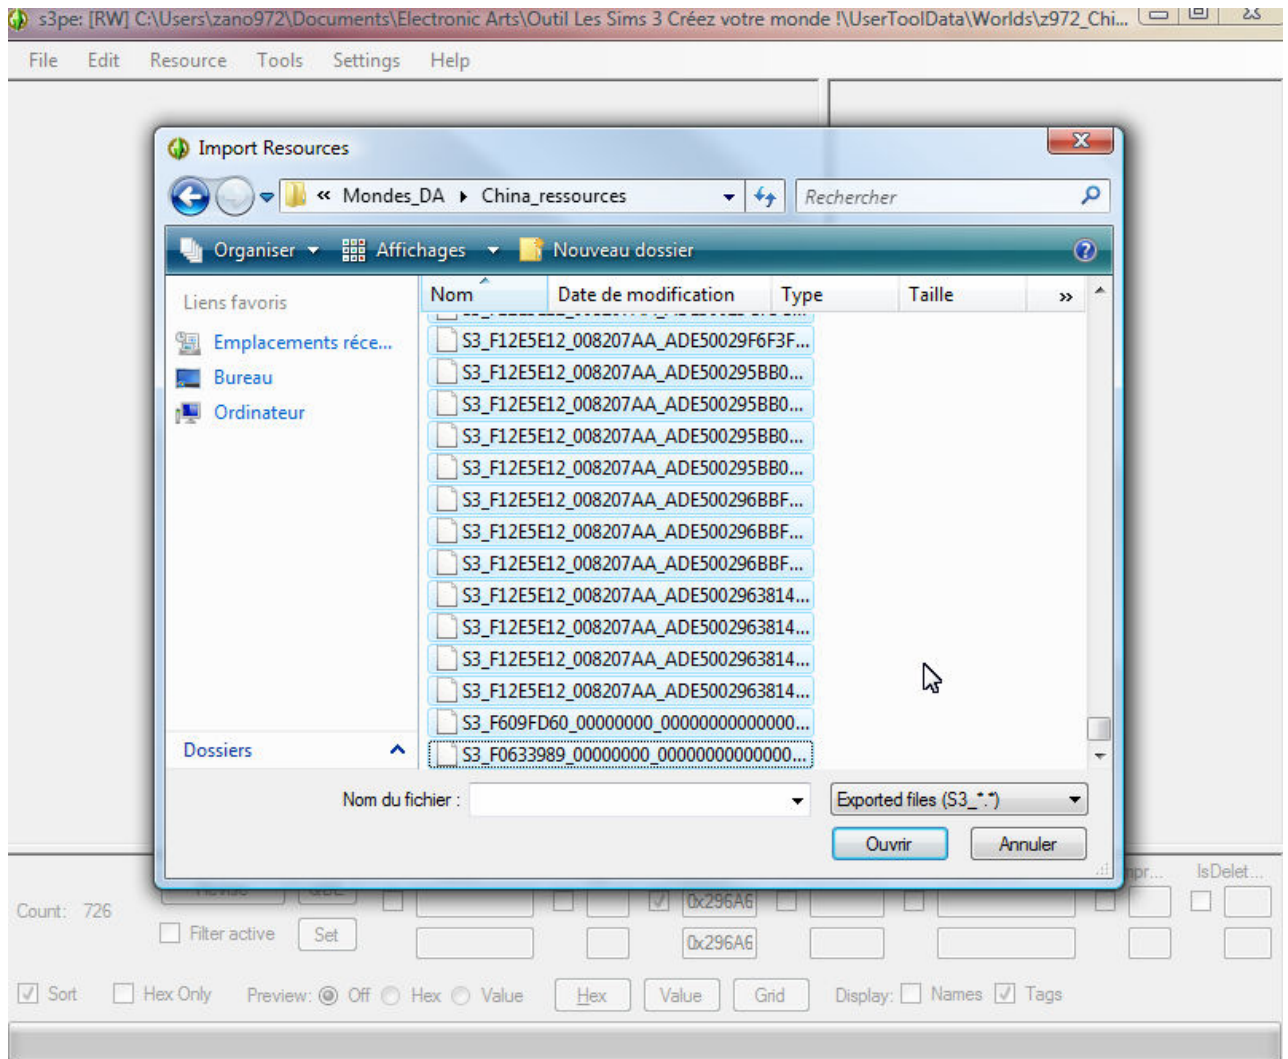 s3pe: [RW] C:\Users\zano972\Documents\Electronic Arts\Outil Les Sims 3 Créez votre monde !\UserToolData\Worlds\z972_Chi...
File Edit Resource Tools Settings Help
Import Resources
« Mondes_DA China_ressources Rechercher
Organiser Affichages Nouveau dossier
Liens favoris
Emplacements réce...
Bureau
Ordinateur
Dossiers
Nom Date de modification Type Taille »
S3_F12E5E12_008207AA_ADE50029F6F3F...
S3_F12E5E12_008207AA_ADE500295BB0...
S3_F12E5E12_008207AA_ADE500295BB0...
S3_F12E5E12_008207AA_ADE500295BB0...
S3_F12E5E12_008207AA_ADE500295BB0...
S3_F12E5E12_008207AA_ADE500296BBF...
S3_F12E5E12_008207AA_ADE500296BBF...
S3_F12E5E12_008207AA_ADE500296BBF...
S3_F12E5E12_008207AA_ADE5002963814...
S3_F12E5E12_008207AA_ADE5002963814...
S3_F12E5E12_008207AA_ADE5002963814...
S3_F12E5E12_008207AA_ADE5002963814...
S3_F609FD60_00000000_00000000000000...
S3_F0633989_00000000_00000000000000...
Nom du fichier : Exported files (S3_*.*)
Ouvrir Annuler
IsDelet...
Count: 726 0x296A6
Filter active Set 0x296A6
Sort Hex Only Preview: Off Hex Value Hex Value Grid Display: Names Tags